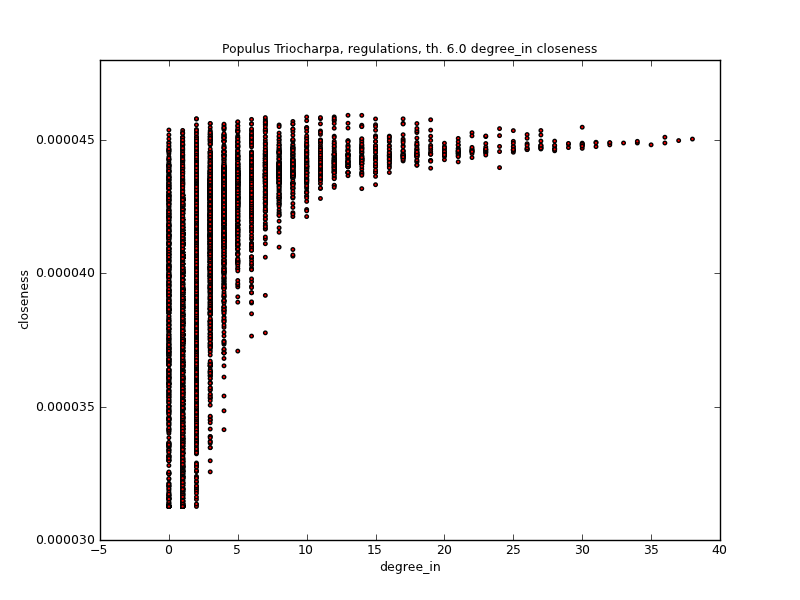 Populus Triocharpa, regulations, th. 6.0 degree_in closeness
closeness
0.000045
0.000040
0.000035
0.000030
−5 0 5 10 15 20 25 30 35 40
degree_in